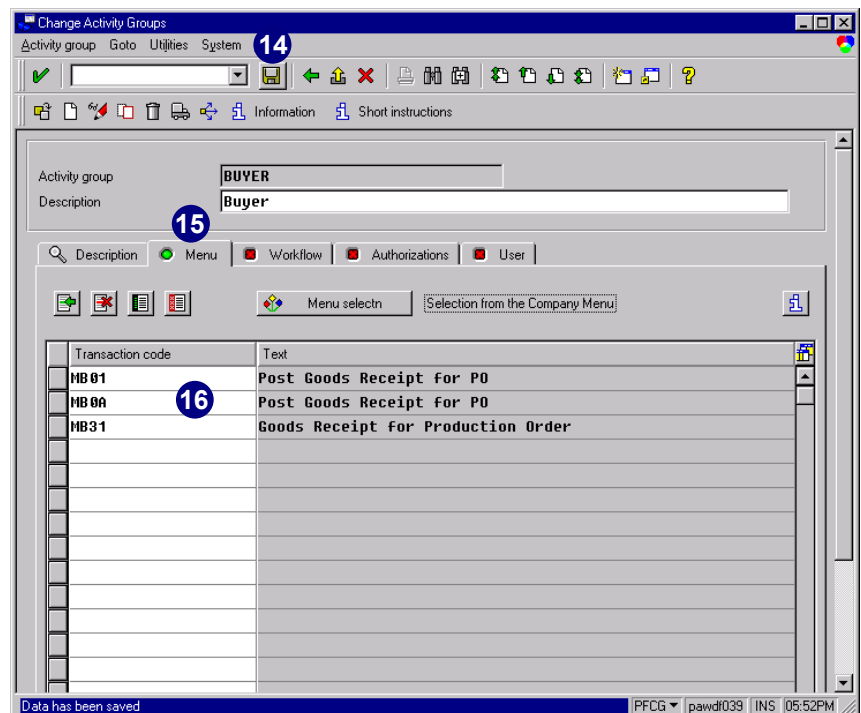 Change Activity Groups
Activity group Goto Utilities System
14
Information Short instructions
Activity group BUYER
Description Buyer
15
Description Menu Workflow Authorizations User
Menu selectn Selection from the Company Menu
Transaction code Text
MB01 Post Goods Receipt for PO
MB0A Post Goods Receipt for PO
16
MB31 Goods Receipt for Production Order
Data has been saved PFCG pawdf039 INS 05:52PM